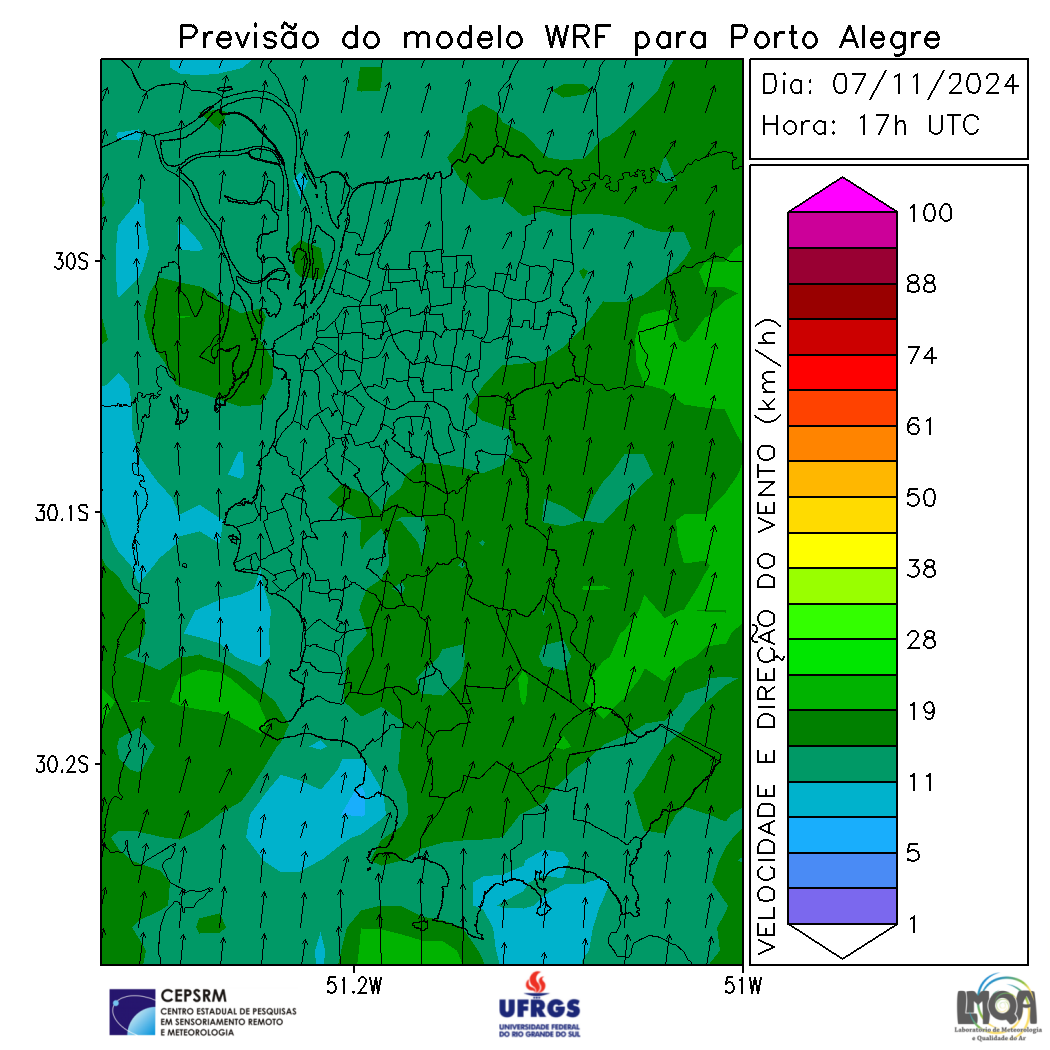 Previsão do modelo WRF para Porto Alegre
Dia: 07/11/2024
Hora: 17h UTC
30S
30.1S
30.2S
51.2W
51W
VELOCIDADE E DIREÇÃO DO VENTO (km/h)
100
88
74
61
50
38
28
19
11
5
1
CEPSRM
CENTRO ESTADUAL DE PESQUISAS
EM SENSORIAMENTO REMOTO
E METEOROLOGIA
UFRGS
UNIVERSIDADE FEDERAL
DO RIO GRANDE DO SUL
LMQA
Laboratório de Meteorologia
e Qualidade do Ar